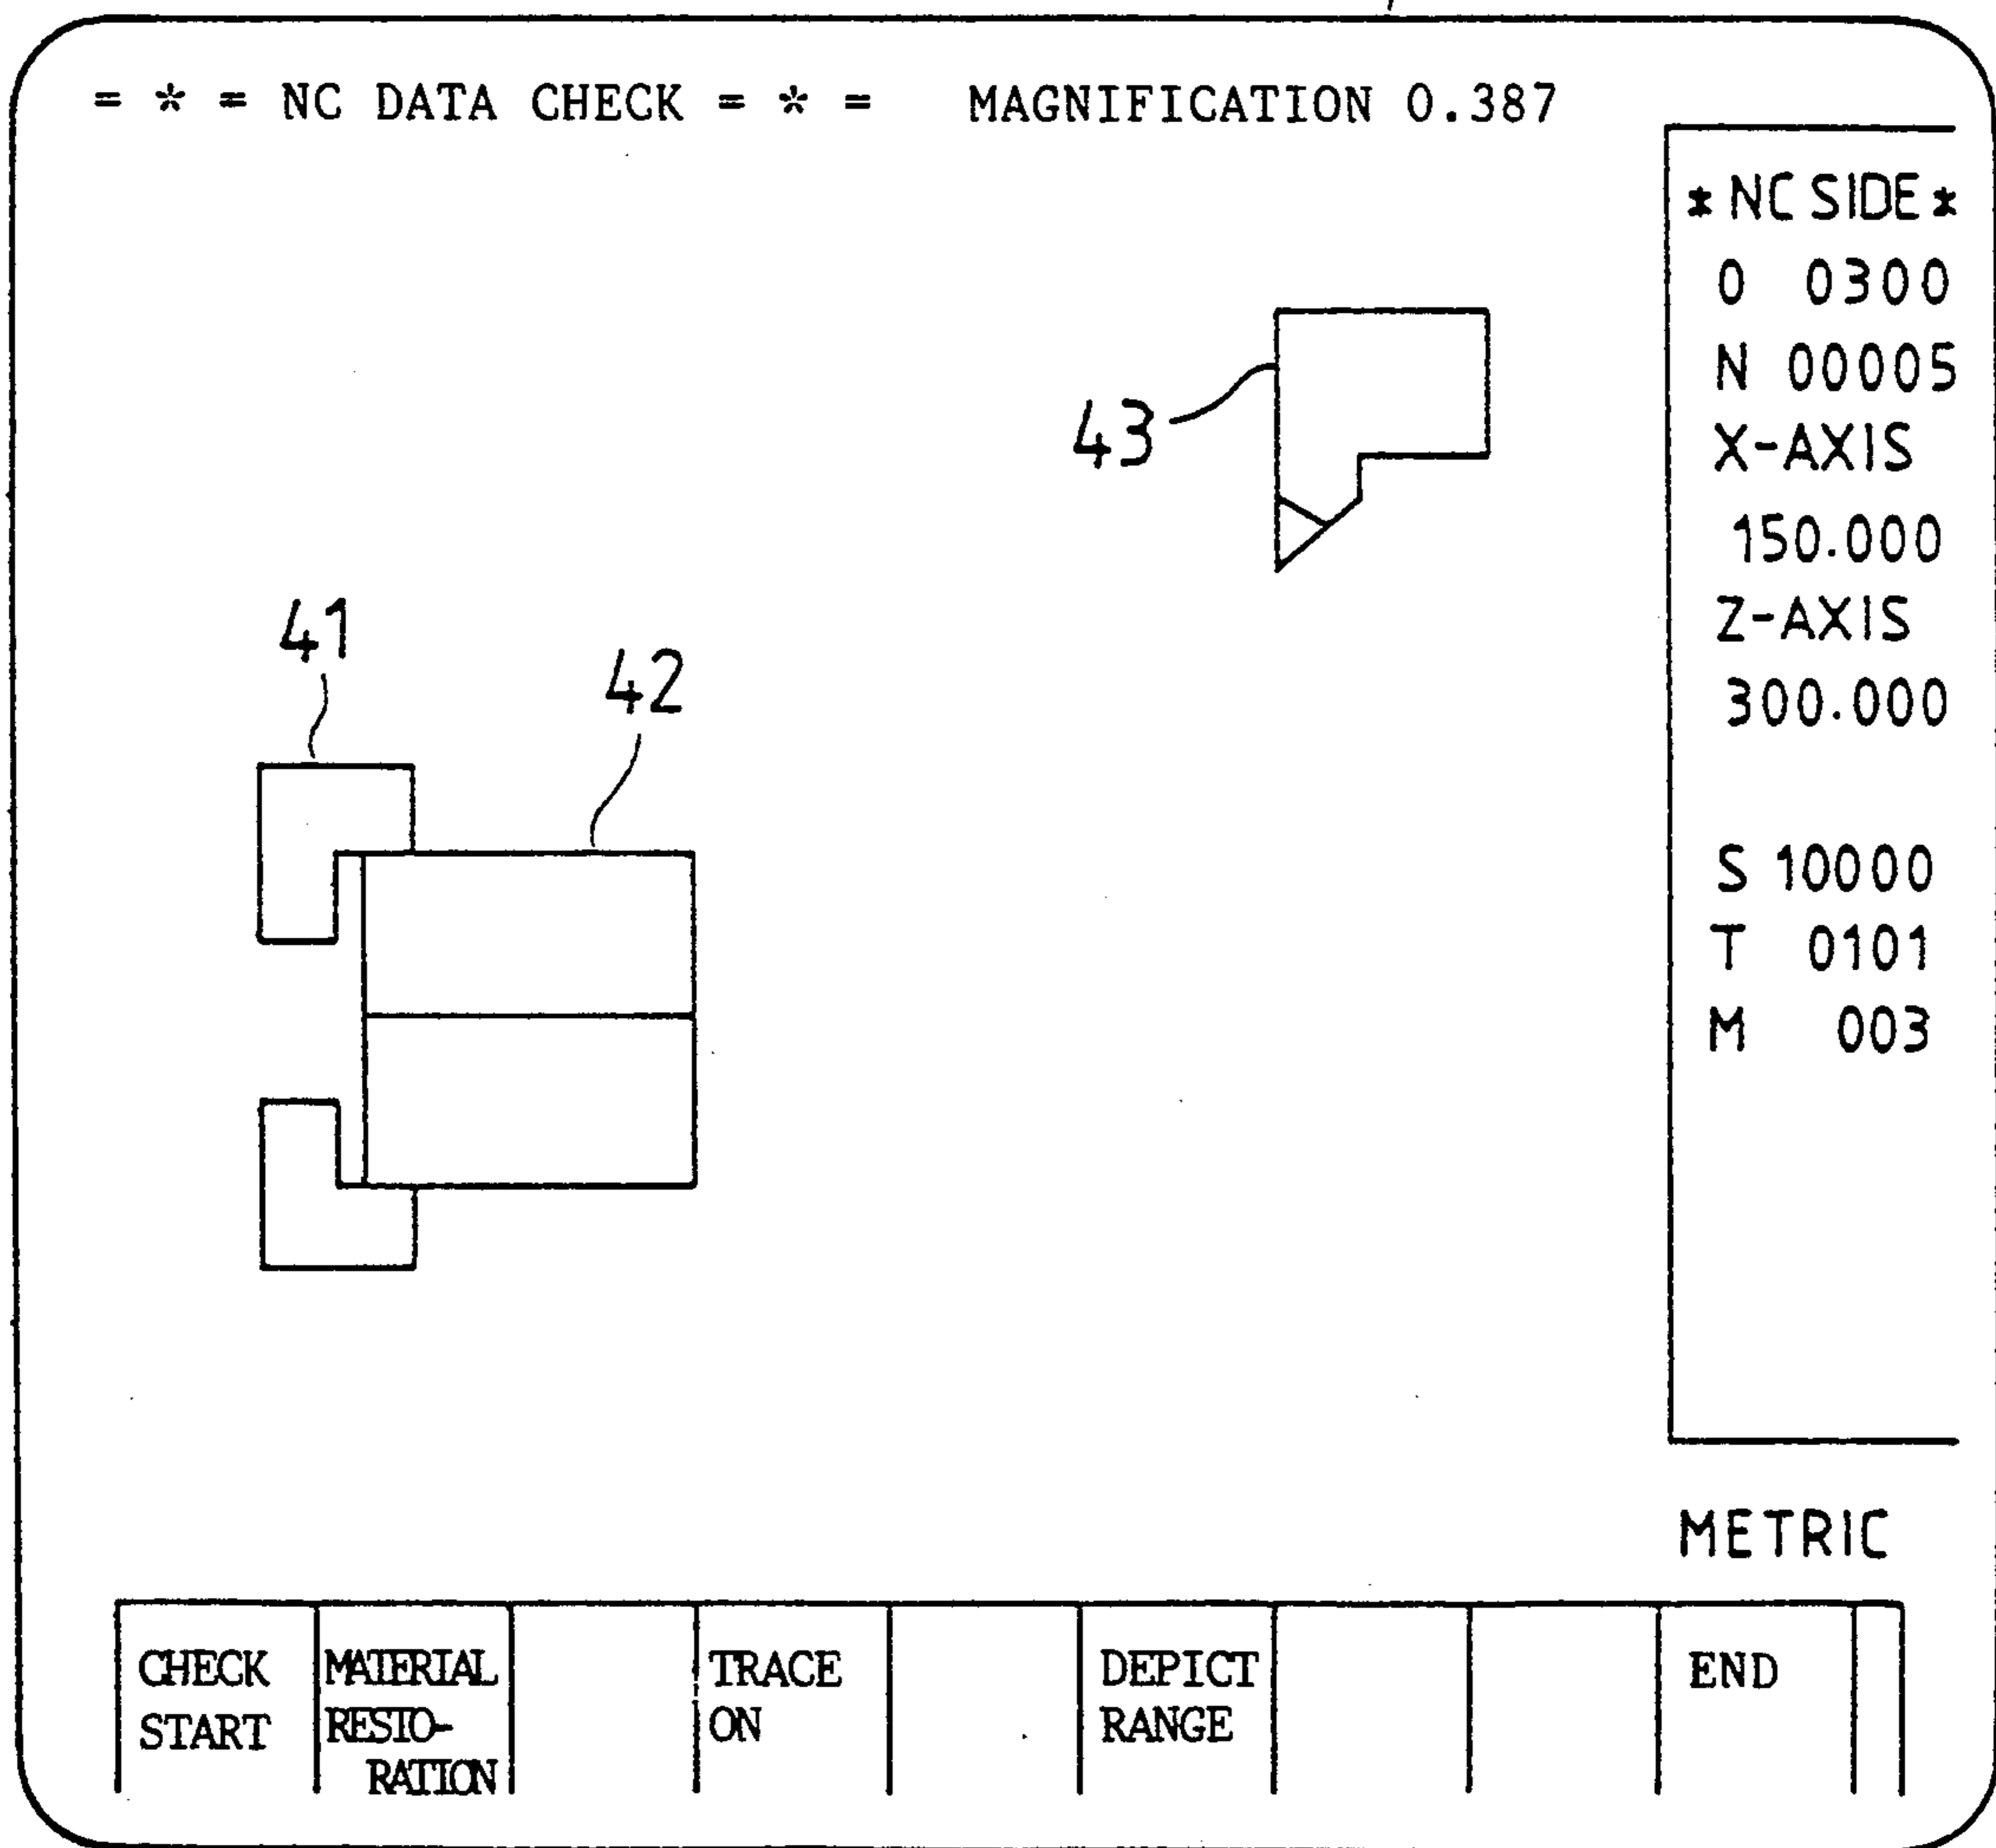 = * = NC DATA CHECK = * = MAGNIFICATION 0.387
* NC SIDE *
O 0300
N 00005
X-AXIS
150.000
Z-AXIS
300.000
S 10000
T 0101
M 003
43
41
42
METRIC
CHECK
START
MATERIAL
RESTO-
RATION
TRACE
ON
DEPICT
RANGE
END